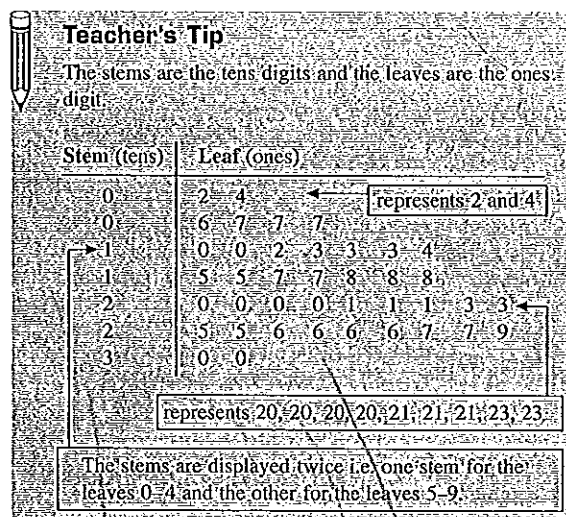 Teacher's Tip
The stems are the tens digits and the leaves are the ones
digit.
Stem (tens) Leaf (ones)
0 2 4 represents 2 and 4
0 6 7 7 7
1 0 0 2 3 3 3 4
1 5 5 7 7 8 8 8
2 0 0 0 0 1 1 1 3 3
2 5 5 6 6 6 6 7 7 9
3 0 0
represents 20, 20, 20, 20, 21, 21, 21, 23, 23
The stems are displayed twice i.e. one stem for the
leaves 0–4 and the other for the leaves 5–9.